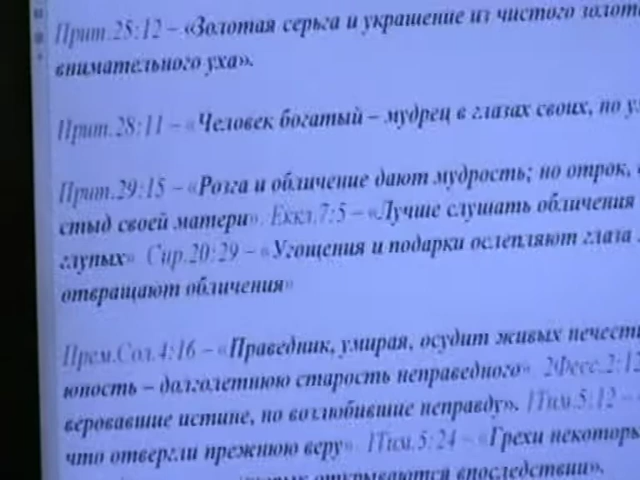 Прит.25:12 – «Золотая серьга и украшение из чистого золота
внимательного уха».
Прит.28:11 – «Человек богатый – мудрец в глазах своих, но у
Прит.29:15 – «Розга и обличение дают мудрость; но отрок,
стыд своей матери». Еккл.7:5 – «Лучше слушать обличения
глупых» Сир.20:29 – «Угощения и подарки ослепляют глаза
отвращают обличения»
Прем.Сол.4:16 – «Праведник, умирая, осудит живых нечести
юность – долголетнюю старость неправедного». 2Фесс.2:12
веровавшие истине, но возлюбившие неправду». 1Тим.5:12 –
что отвергли прежнюю веру» 1Тим.5:24 – «Грехи некоторы
открываются впоследствии».